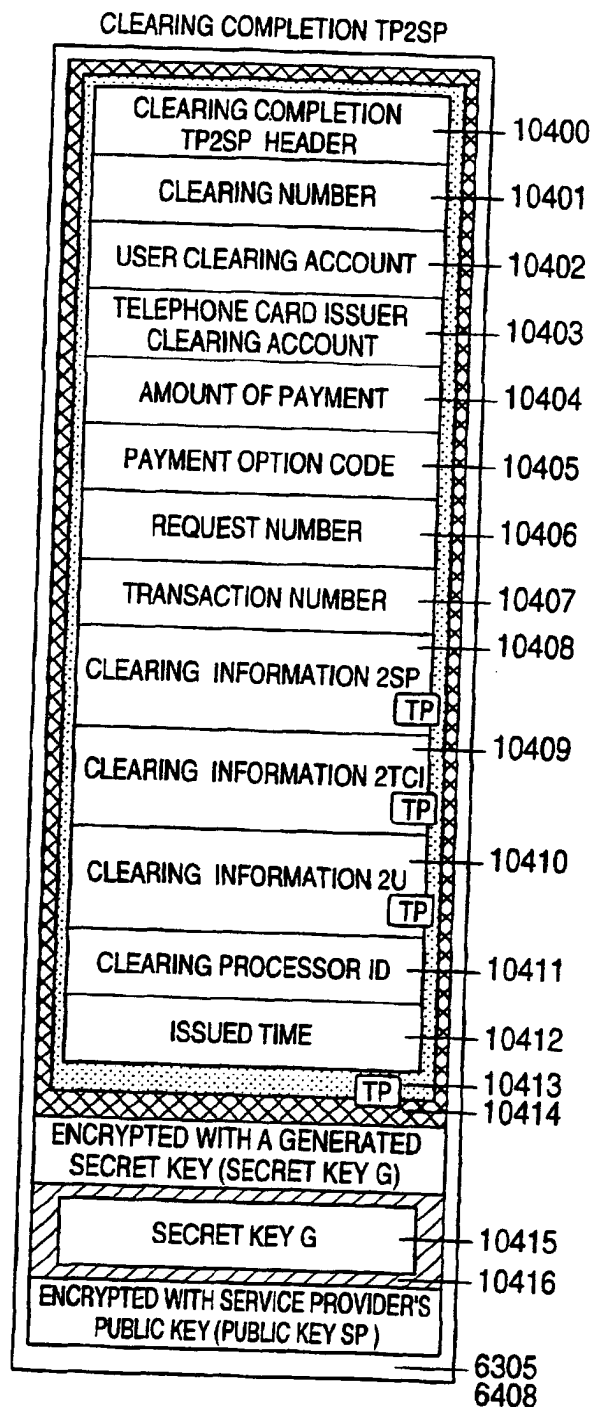 CLEARING COMPLETION TP2SP
CLEARING COMPLETION
TP2SP HEADER
10400
CLEARING NUMBER
10401
USER CLEARING ACCOUNT
10402
TELEPHONE CARD ISSUER
CLEARING ACCOUNT
10403
AMOUNT OF PAYMENT
10404
PAYMENT OPTION CODE
10405
REQUEST NUMBER
10406
TRANSACTION NUMBER
10407
10408
CLEARING INFORMATION 2SP
TP
10409
CLEARING INFORMATION 2TCI
TP
10410
CLEARING INFORMATION 2U
TP
CLEARING PROCESSOR ID
10411
ISSUED TIME
10412
TP
10413
10414
ENCRYPTED WITH A GENERATED
SECRET KEY (SECRET KEY G)
SECRET KEY G
10415
10416
ENCRYPTED WITH SERVICE PROVIDER'S
PUBLIC KEY (PUBLIC KEY SP)
6305
6408